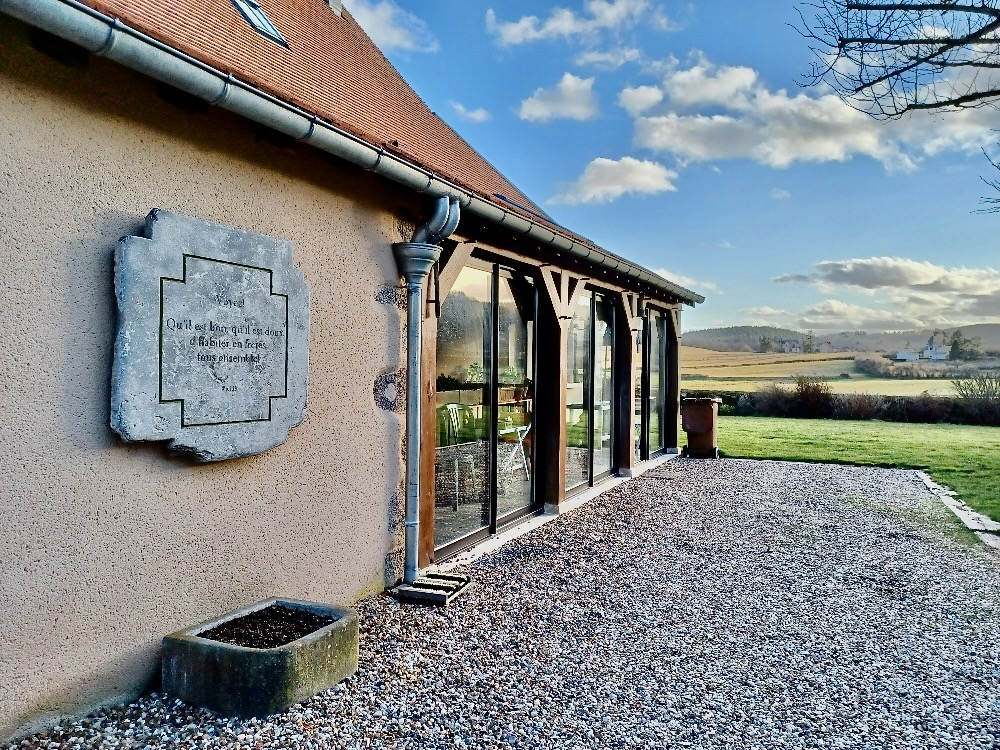 Voyez!
Qu'il est bon, qu'il est doux
d'habiter en frères
tous ensemble!